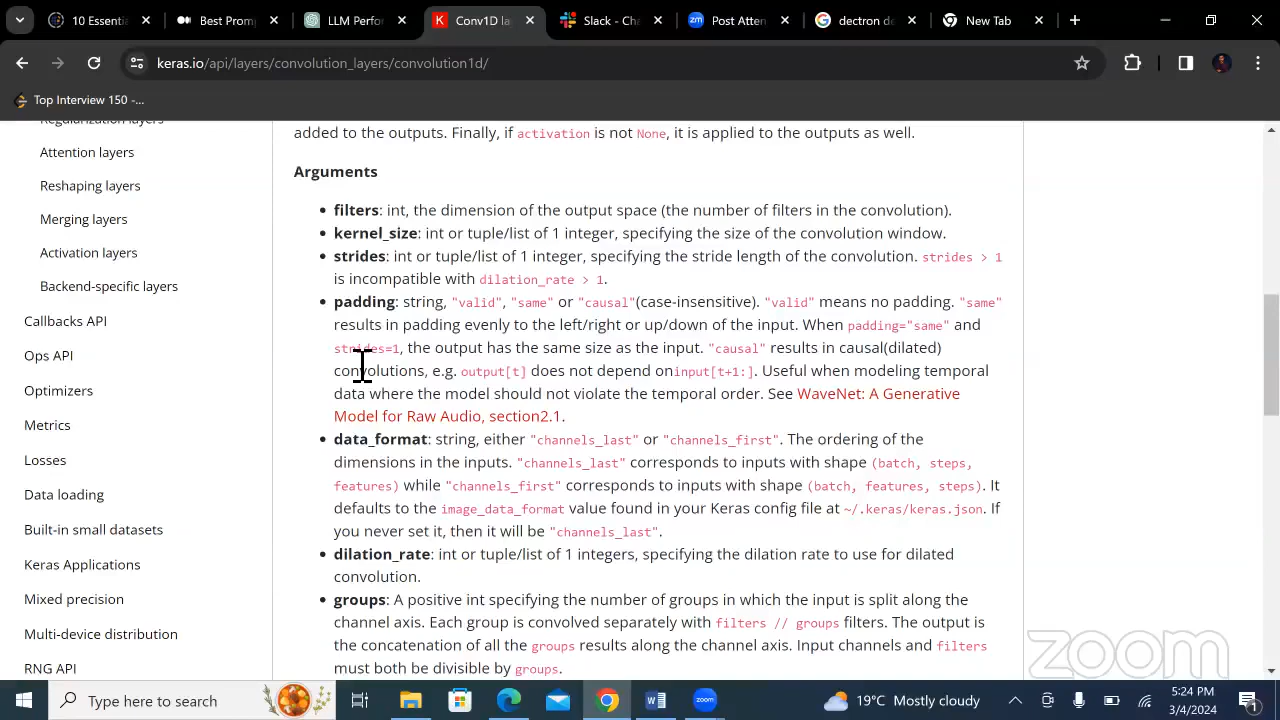 10 Essentia
Best Promp
LLM Perfo
Conv1D la
Slack - Cha
Post Atten
dectron de
New Tab
keras.io/api/layers/convolution_layers/convolution1d/
Top Interview 150 -...
Regularization layers
Attention layers
Reshaping layers
Merging layers
Activation layers
Backend-specific layers
Callbacks API
Ops API
Optimizers
Metrics
Losses
Data loading
Built-in small datasets
Keras Applications
Mixed precision
Multi-device distribution
RNG API
added to the outputs. Finally, if activation is not None, it is applied to the outputs as well.
Arguments
• filters: int, the dimension of the output space (the number of filters in the convolution).
• kernel_size: int or tuple/list of 1 integer, specifying the size of the convolution window.
• strides: int or tuple/list of 1 integer, specifying the stride length of the convolution. strides > 1
is incompatible with dilation_rate > 1.
• padding: string, "valid", "same" or "causal"(case-insensitive). "valid" means no padding. "same"
results in padding evenly to the left/right or up/down of the input. When padding="same" and
strides=1, the output has the same size as the input. "causal" results in causal(dilated)
convolutions, e.g. output[t] does not depend oninput[t+1:]. Useful when modeling temporal
data where the model should not violate the temporal order. See WaveNet: A Generative
Model for Raw Audio, section2.1.
• data_format: string, either "channels_last" or "channels_first". The ordering of the
dimensions in the inputs. "channels_last" corresponds to inputs with shape (batch, steps,
features) while "channels_first" corresponds to inputs with shape (batch, features, steps). It
defaults to the image_data_format value found in your Keras config file at ~/.keras/keras.json. If
you never set it, then it will be "channels_last".
• dilation_rate: int or tuple/list of 1 integers, specifying the dilation rate to use for dilated
convolution.
• groups: A positive int specifying the number of groups in which the input is split along the
channel axis. Each group is convolved separately with filters // groups filters. The output is
the concatenation of all the groups results along the channel axis. Input channels and filters
must both be divisible by groups.
zoom
Type here to search
19°C Mostly cloudy
5:24 PM
3/4/2024